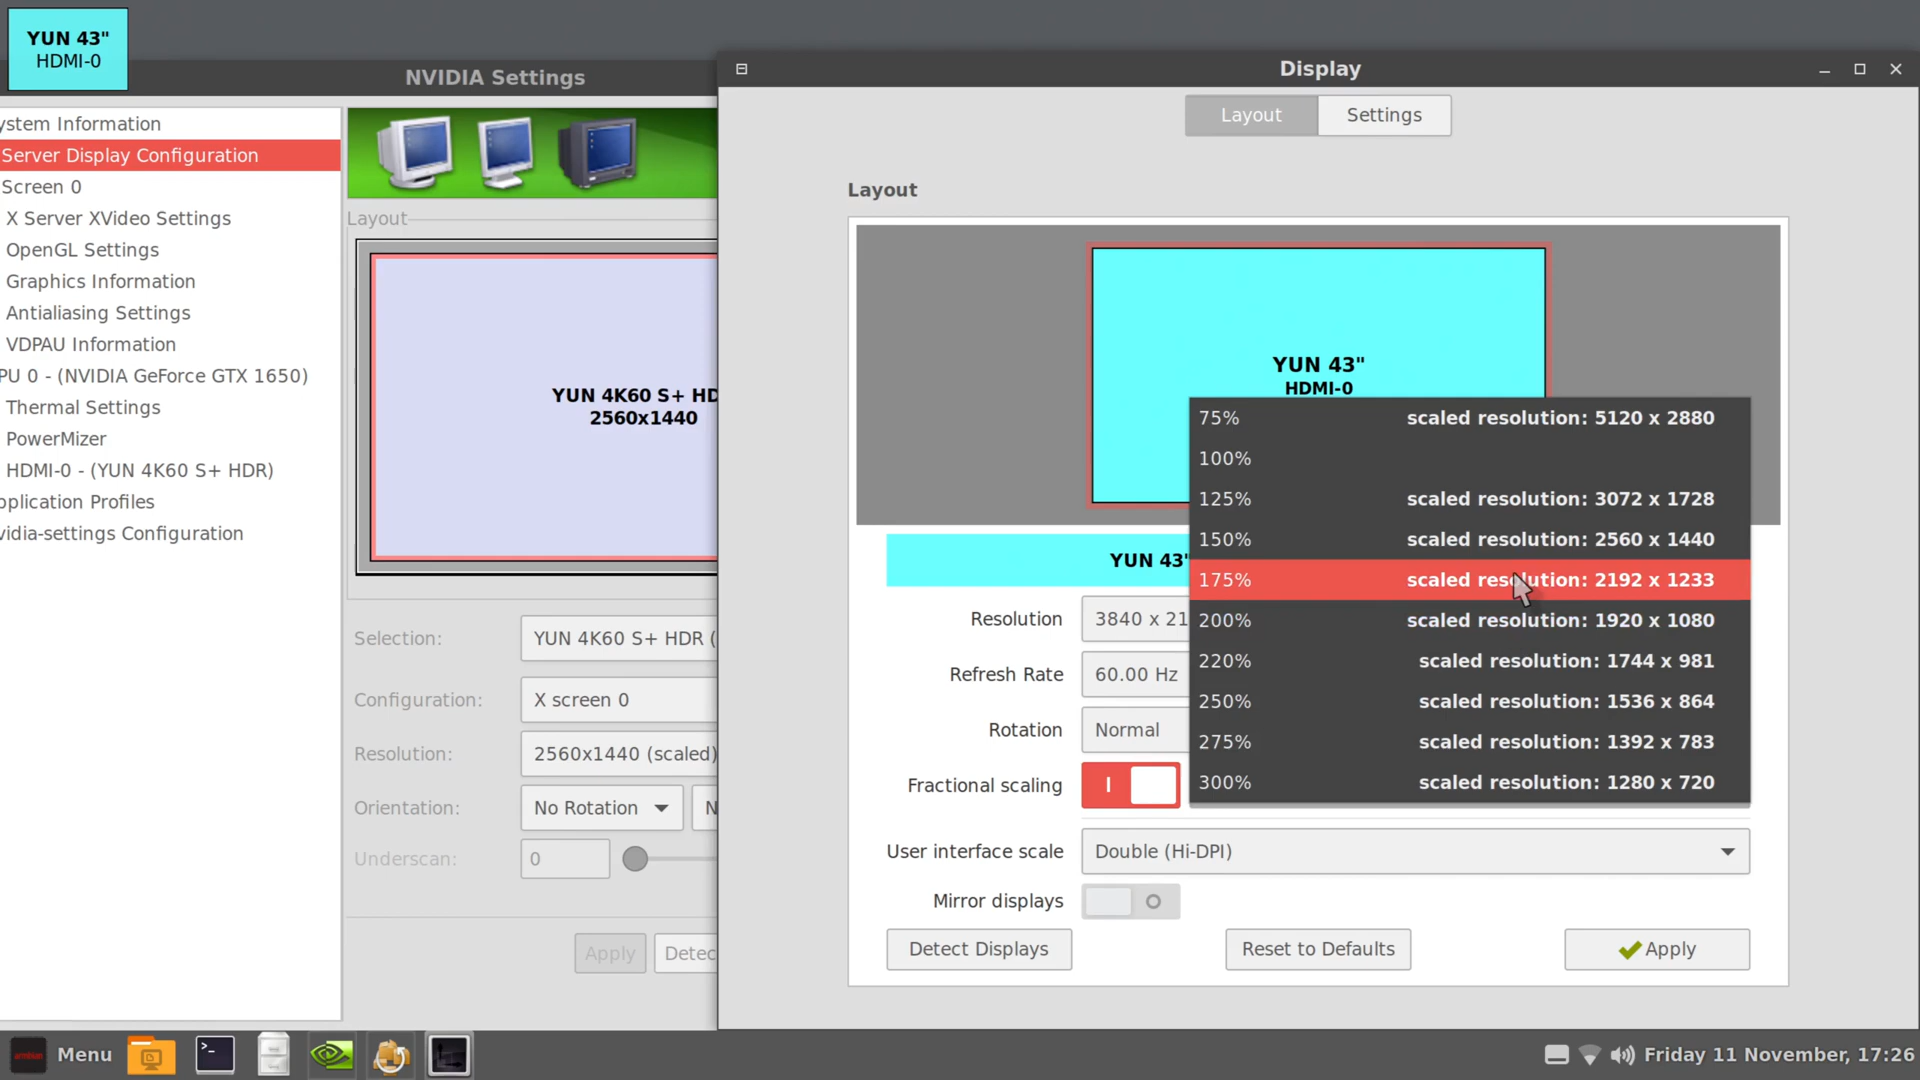 YUN 43"
HDMI-0
NVIDIA Settings
ystem Information
Server Display Configuration
Screen 0
X Server XVideo Settings
OpenGL Settings
Graphics Information
Antialiasing Settings
VDPAU Information
PU 0 - (NVIDIA GeForce GTX 1650)
Thermal Settings
PowerMizer
HDMI-0 - (YUN 4K60 S+ HDR)
pplication Profiles
vidia-settings Configuration
Layout
YUN 4K60 S+ HD
2560x1440
Selection: YUN 4K60 S+ HDR (
Configuration: X screen 0
Resolution: 2560x1440 (scaled)
Orientation: No Rotation N
Underscan: 0
Apply Detec
Display
Layout Settings
Layout
YUN 43"
HDMI-0
75% scaled resolution: 5120 x 2880
100%
125% scaled resolution: 3072 x 1728
150% scaled resolution: 2560 x 1440
175% scaled resolution: 2192 x 1233
200% scaled resolution: 1920 x 1080
220% scaled resolution: 1744 x 981
250% scaled resolution: 1536 x 864
275% scaled resolution: 1392 x 783
300% scaled resolution: 1280 x 720
YUN 43"
Resolution 3840 x 21
Refresh Rate 60.00 Hz
Rotation Normal
Fractional scaling
User interface scale Double (Hi-DPI)
Mirror displays
Detect Displays Reset to Defaults Apply
armbian Menu Friday 11 November, 17:26